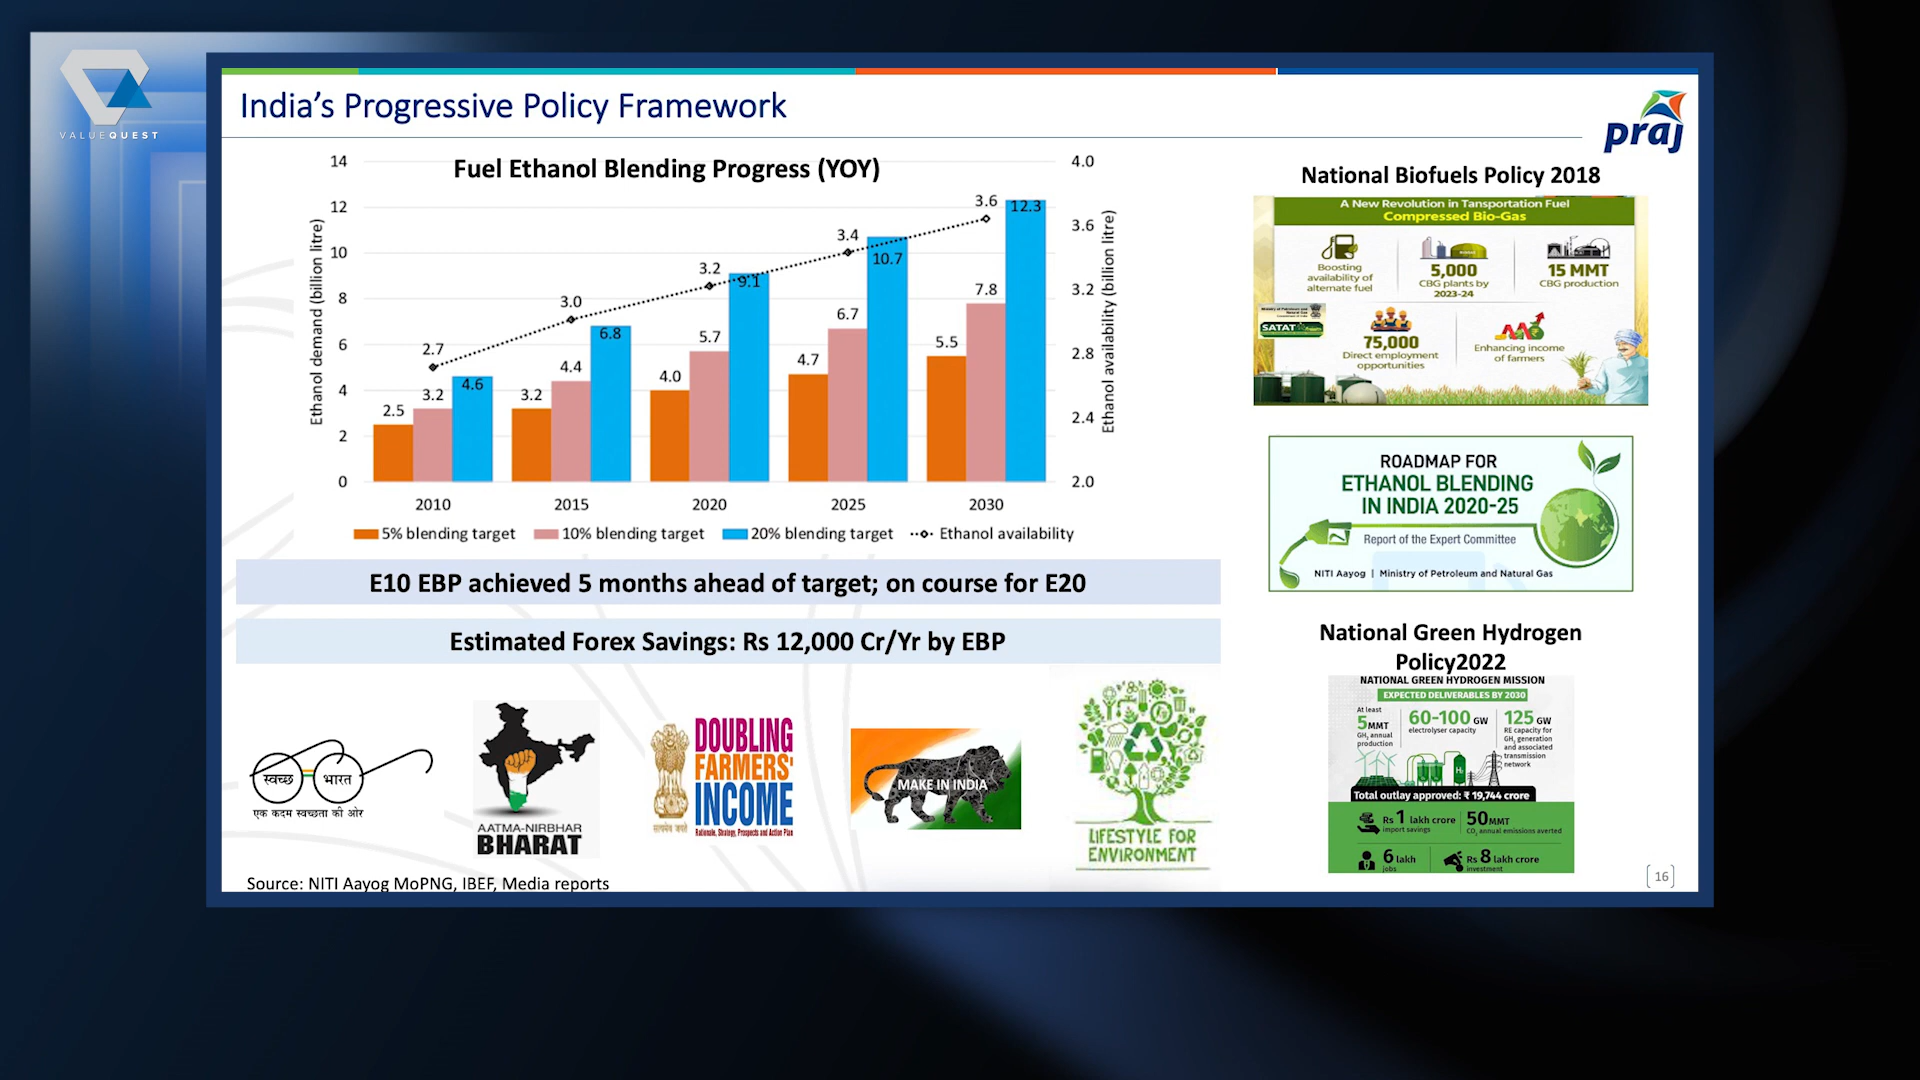 VALUEQUEST
India's Progressive Policy Framework
praj
Fuel Ethanol Blending Progress (YOY)
14
12
10
8
6
4
2
0
Ethanol demand (billion litre)
4.0
3.6
3.2
2.8
2.4
2.0
Ethanol availability (billion litre)
2.7
3.0
3.2
3.4
3.6
2.5
3.2
4.6
3.2
4.4
6.8
4.0
5.7
9.1
4.7
6.7
10.7
5.5
7.8
12.3
2010
2015
2020
2025
2030
5% blending target
10% blending target
20% blending target
Ethanol availability
E10 EBP achieved 5 months ahead of target; on course for E20
Estimated Forex Savings: Rs 12,000 Cr/Yr by EBP
स्वच्छ भारत
एक कदम स्वच्छता की ओर
AATMA-NIRBHAR
BHARAT
सत्यमेव जयते
DOUBLING
FARMERS'
INCOME
Rationale, Strategy, Prospects and Action Plan
MAKE IN INDIA
LIFESTYLE FOR
ENVIRONMENT
Source: NITI Aayog MoPNG, IBEF, Media reports
National Biofuels Policy 2018
A New Revolution in Tansportation Fuel
Compressed Bio-Gas
Boosting
availability of
alternate fuel
5,000
CBG plants by
2023-24
15 MMT
CBG production
SATAT
75,000
Direct employment
opportunities
Enhancing income
of farmers
ROADMAP FOR
ETHANOL BLENDING
IN INDIA 2020-25
Report of the Expert Committee
NITI Aayog | Ministry of Petroleum and Natural Gas
National Green Hydrogen
Policy2022
NATIONAL GREEN HYDROGEN MISSION
EXPECTED DELIVERABLES BY 2030
At least
5 MMT
GH₂ annual
production
60-100 GW
electrolyser capacity
125 GW
RE capacity for
GH₂ generation
and associated
transmission
network
H₂
Total outlay approved: ₹ 19,744 crore
Rs 1 lakh crore
import savings
50 MMT
CO₂ annual emissions averted
6 lakh
jobs
Rs 8 lakh crore
investment
16